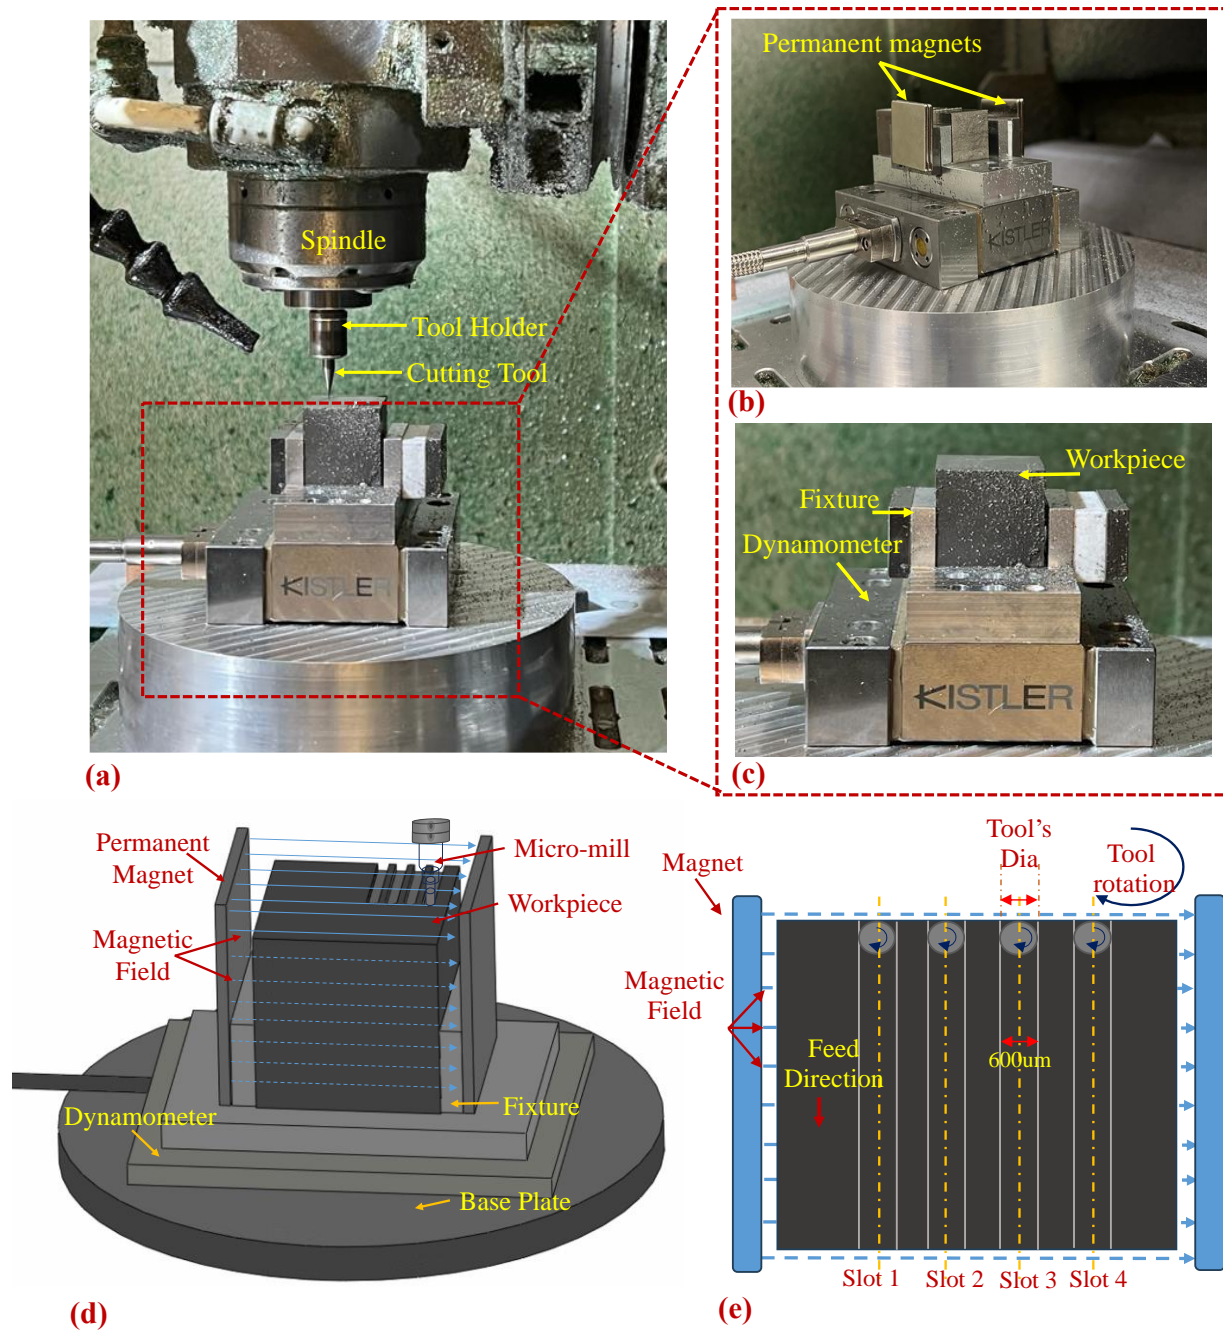 Spindle
Tool Holder
Cutting Tool
KISTLER
(a)
Permanent magnets
KISTLER
(b)
Workpiece
Fixture
Dynamometer
KISTLER
(c)
Permanent
Magnet
Magnetic
Field
Micro-mill
Workpiece
Dynamometer
Fixture
Base Plate
(d)
Magnet
Tool's
Dia
Tool
rotation
Magnetic
Field
Feed
Direction
600um
Slot 1
Slot 2
Slot 3
Slot 4
(e)